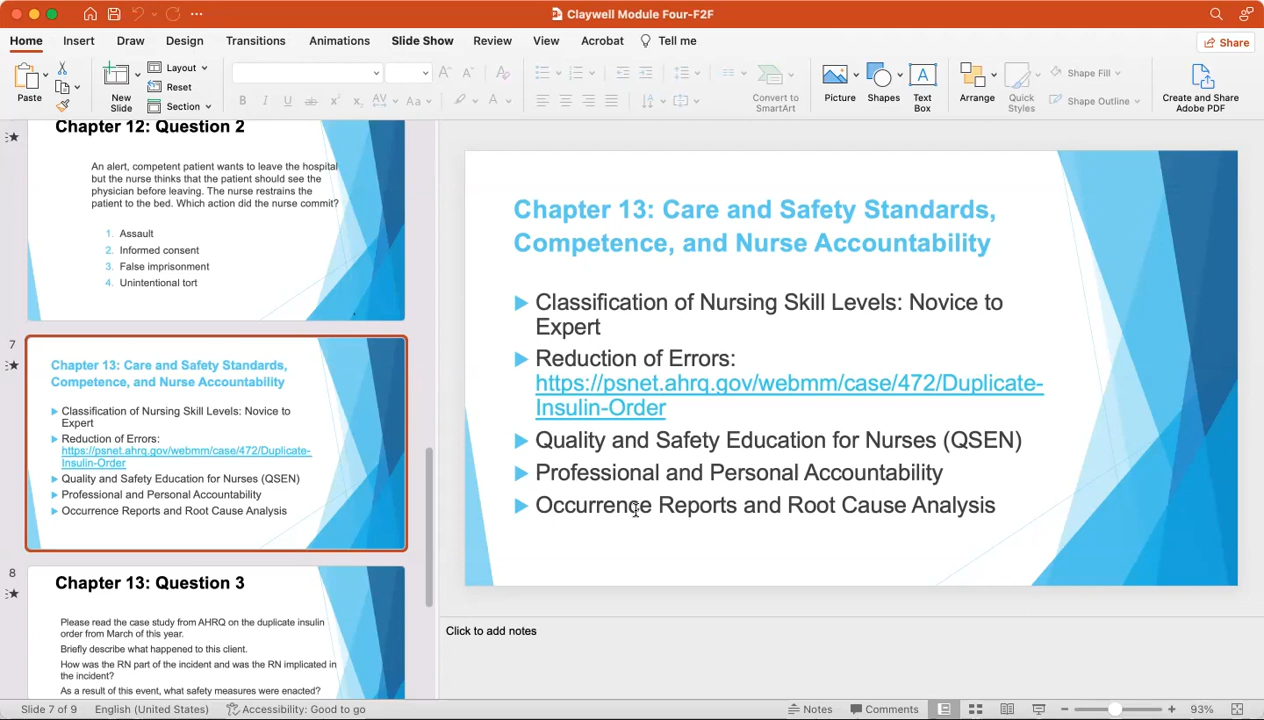 Claywell Module Four-F2F
Home Insert Draw Design Transitions Animations Slide Show Review View Acrobat Tell me Share
Paste
New Slide
Layout
Reset
Section
Convert to SmartArt
Picture
Shapes
Text Box
Arrange
Quick Styles
Shape Fill
Shape Outline
Create and Share Adobe PDF
Chapter 12: Question 2
An alert, competent patient wants to leave the hospital
but the nurse thinks that the patient should see the
physician before leaving. The nurse restrains the
patient to the bed. Which action did the nurse commit?
1. Assault
2. Informed consent
3. False imprisonment
4. Unintentional tort
7
Chapter 13: Care and Safety Standards,
Competence, and Nurse Accountability
Classification of Nursing Skill Levels: Novice to
Expert
Reduction of Errors:
https://psnet.ahrq.gov/webmm/case/472/Duplicate-
Insulin-Order
Quality and Safety Education for Nurses (QSEN)
Professional and Personal Accountability
Occurrence Reports and Root Cause Analysis
8
Chapter 13: Question 3
Please read the case study from AHRQ on the duplicate insulin
order from March of this year.
Briefly describe what happened to this client.
How was the RN part of the incident and was the RN implicated in
the incident?
As a result of this event, what safety measures were enacted?
Chapter 13: Care and Safety Standards,
Competence, and Nurse Accountability
Classification of Nursing Skill Levels: Novice to
Expert
Reduction of Errors:
https://psnet.ahrq.gov/webmm/case/472/Duplicate-
Insulin-Order
Quality and Safety Education for Nurses (QSEN)
Professional and Personal Accountability
Occurrence Reports and Root Cause Analysis
Click to add notes
Slide 7 of 9 English (United States) Accessibility: Good to go Notes Comments 93%